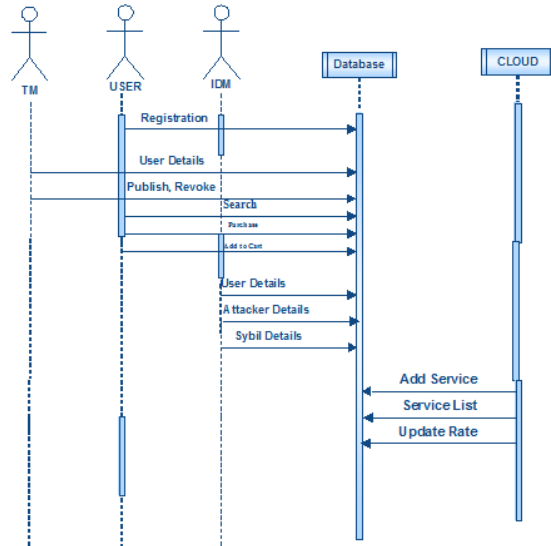 TM
USER
IDM
Database
CLOUD
Registration
User Details
Publish, Revoke
Search
Purchase
Add to Cart
User Details
Attacker Details
Sybil Details
Add Service
Service List
Update Rate